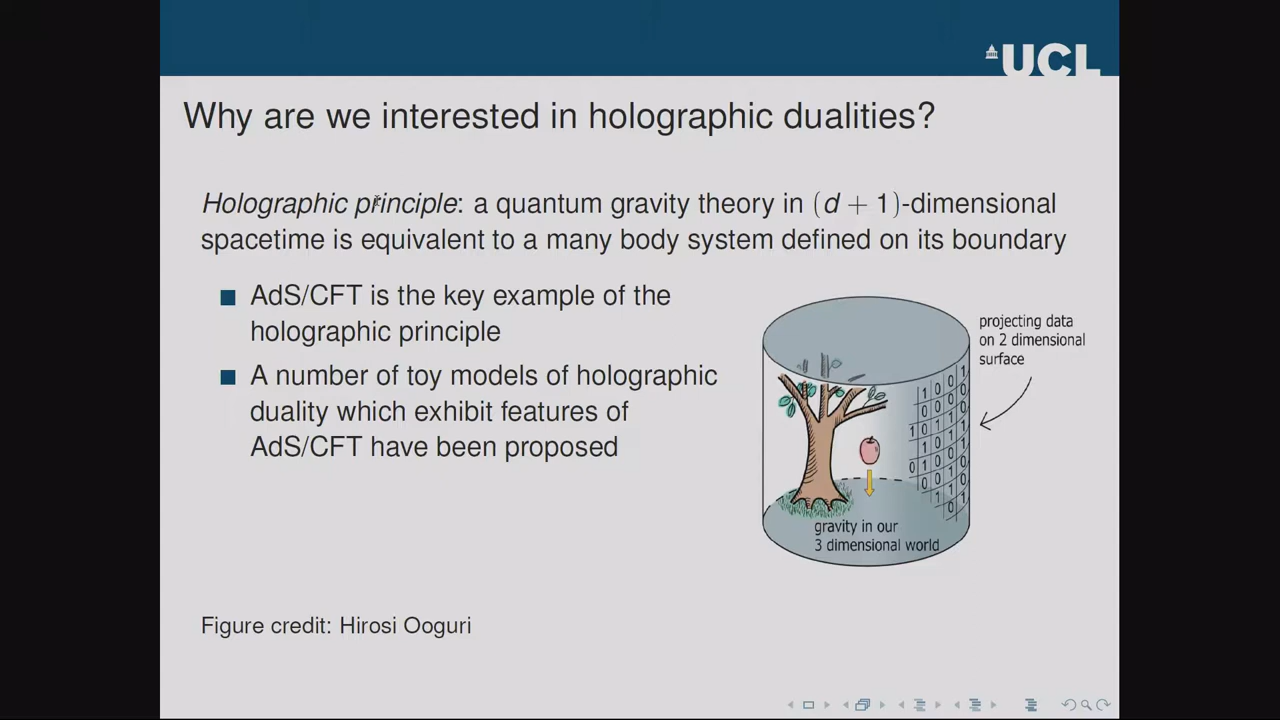 UCL
Why are we interested in holographic dualities?
Holographic principle: a quantum gravity theory in (d + 1)-dimensional
spacetime is equivalent to a many body system defined on its boundary
AdS/CFT is the key example of the
holographic principle
A number of toy models of holographic
duality which exhibit features of
AdS/CFT have been proposed
projecting data
on 2 dimensional
surface
gravity in our
3 dimensional world
Figure credit: Hirosi Ooguri